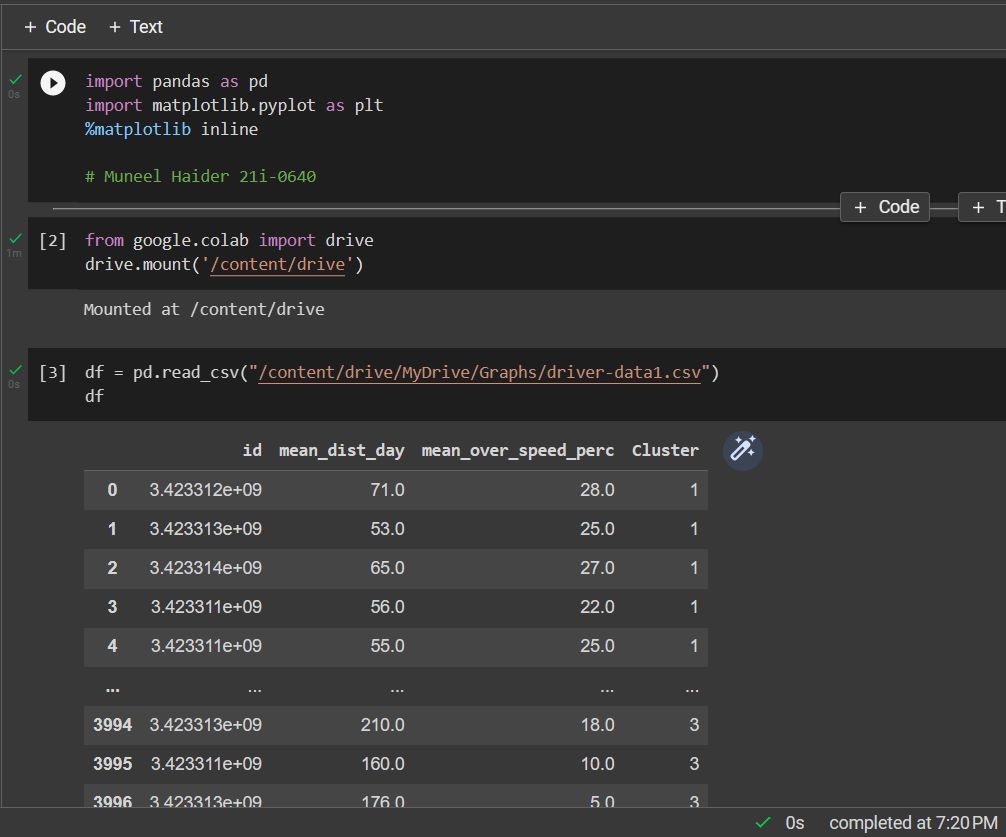 + Code + Text
0s
import pandas as pd
import matplotlib.pyplot as plt
%matplotlib inline
# Muneel Haider 21i-0640
+ Code + T
1m
[2] from google.colab import drive
drive.mount('/content/drive')
Mounted at /content/drive
0s
[3] df = pd.read_csv("/content/drive/MyDrive/Graphs/driver-data1.csv")
df
id mean_dist_day mean_over_speed_perc Cluster
0 3.423312e+09 71.0 28.0 1
1 3.423313e+09 53.0 25.0 1
2 3.423314e+09 65.0 27.0 1
3 3.423311e+09 56.0 22.0 1
4 3.423311e+09 55.0 25.0 1
... ... ... ... ...
3994 3.423313e+09 210.0 18.0 3
3995 3.423311e+09 160.0 10.0 3
3996 3.423313e+09 176.0 5.0 3
0s completed at 7:20 PM